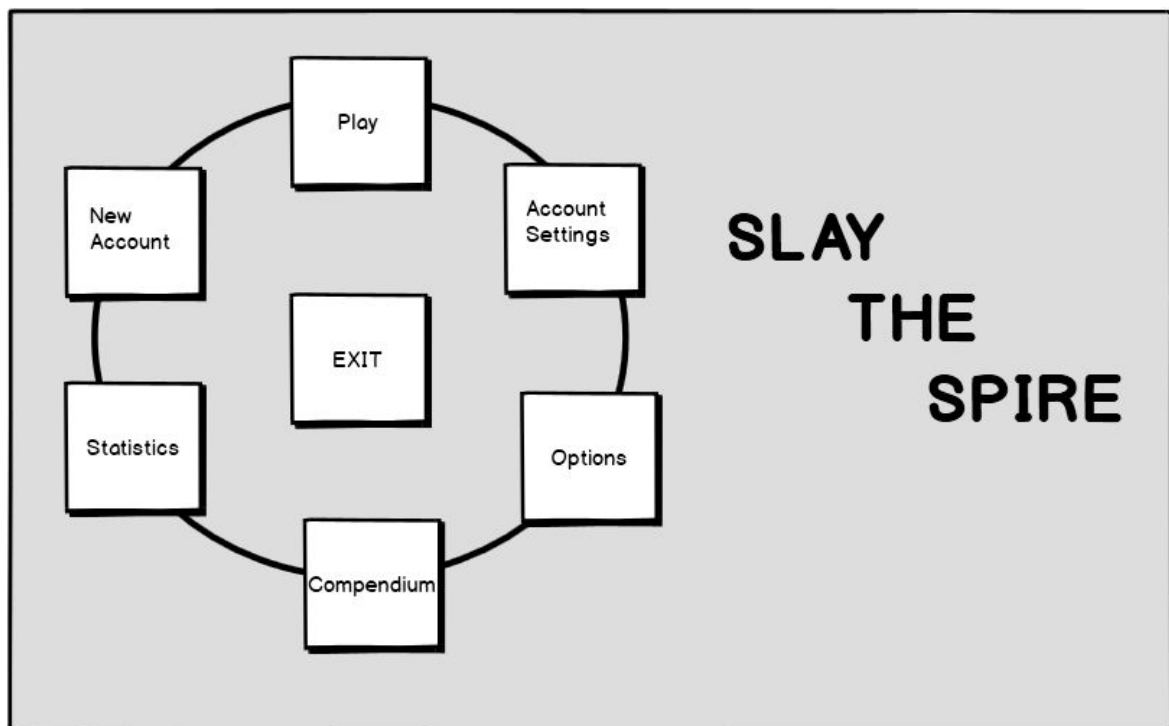 Play
New
Account
Account
Settings
EXIT
Statistics
Options
Compendium
SLAY
THE
SPIRE